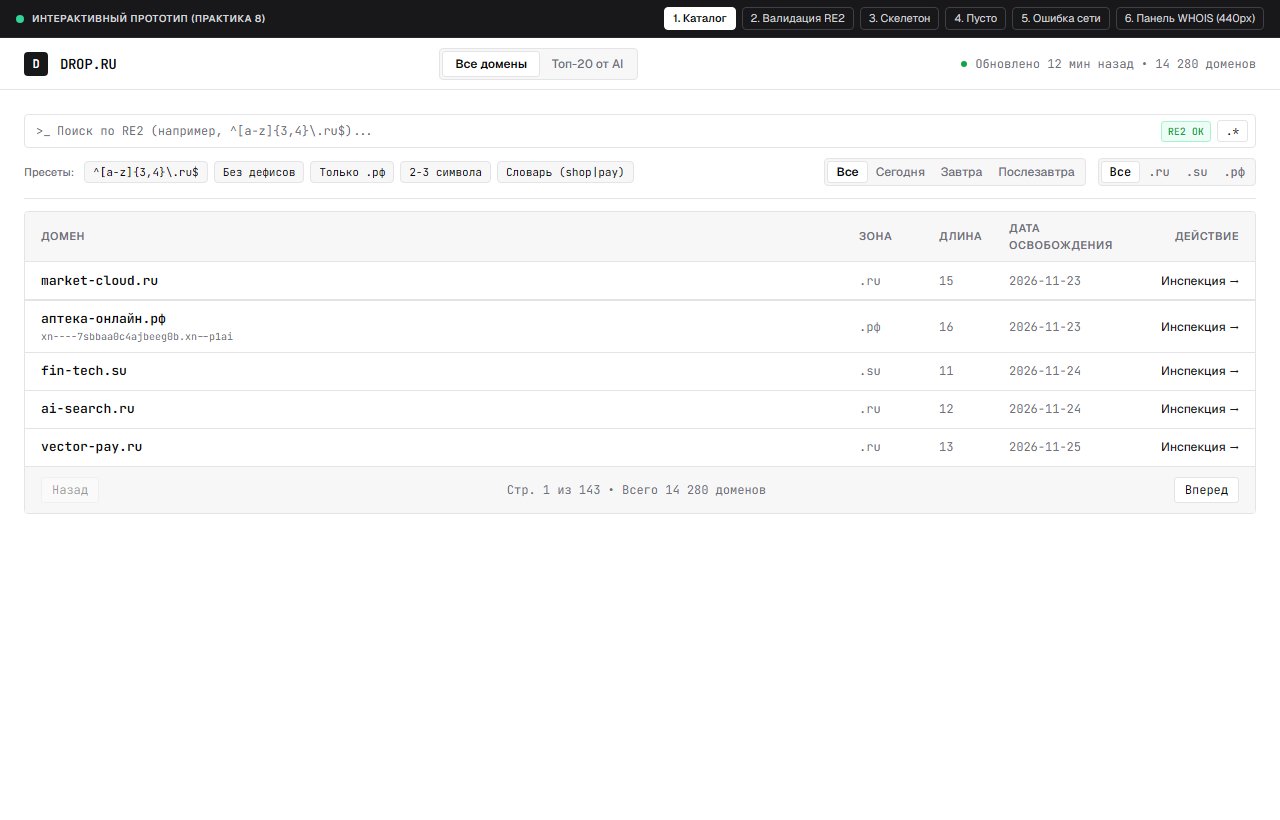 ИНТЕРАКТИВНЫЙ ПРОТОТИП (ПРАКТИКА 8)
1. Каталог
2. Валидация RE2
3. Скелетон
4. Пусто
5. Ошибка сети
6. Панель WHOIS (440px)
D
DROP.RU
Все домены
Топ-20 от AI
Обновлено 12 мин назад • 14 280 доменов
>_ Поиск по RE2 (например, ^[a-z]{3,4}\.ru$)...
RE2 OK
.*
Пресеты:
^[a-z]{3,4}\.ru$
Без дефисов
Только .рф
2-3 символа
Словарь (shop|pay)
Все
Сегодня
Завтра
Послезавтра
Все
.ru
.su
.рф
ДОМЕН
ЗОНА
ДЛИНА
ДАТА ОСВОБОЖДЕНИЯ
ДЕЙСТВИЕ
market-cloud.ru
.ru
15
2026-11-23
Инспекция →
аптека-онлайн.рф
xn----7sbbaa0c4ajbeeg0b.xn--p1ai
.рф
16
2026-11-23
Инспекция →
fin-tech.su
.su
11
2026-11-24
Инспекция →
ai-search.ru
.ru
12
2026-11-24
Инспекция →
vector-pay.ru
.ru
13
2026-11-25
Инспекция →
Назад
Стр. 1 из 143 • Всего 14 280 доменов
Вперед